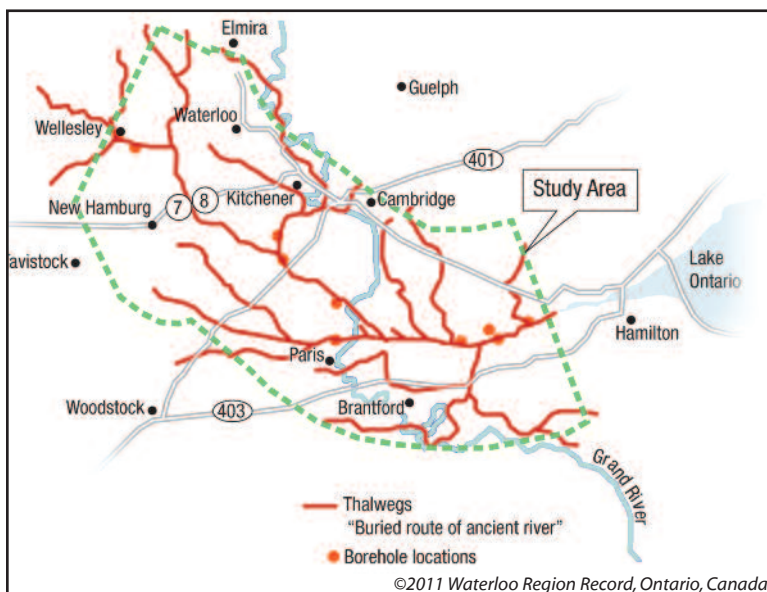 Elmira
Guelph
Waterloo
Wellesley
401
Study Area
Kitchener
Cambridge
7 8
New Hamburg
Lake
Ontario
avistock
Hamilton
Paris
Woodstock
Brantford
403
Grand River
Thalwegs
"Buried route of ancient river"
Borehole locations
©2011 Waterloo Region Record, Ontario, Canada